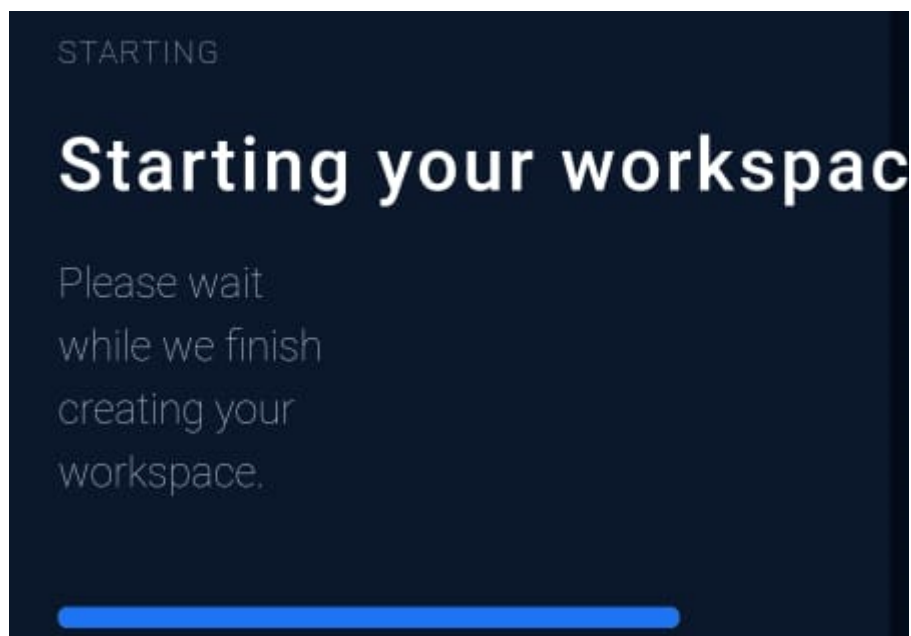 STARTING
Starting your workspac
Please wait
while we finish
creating your
workspace.